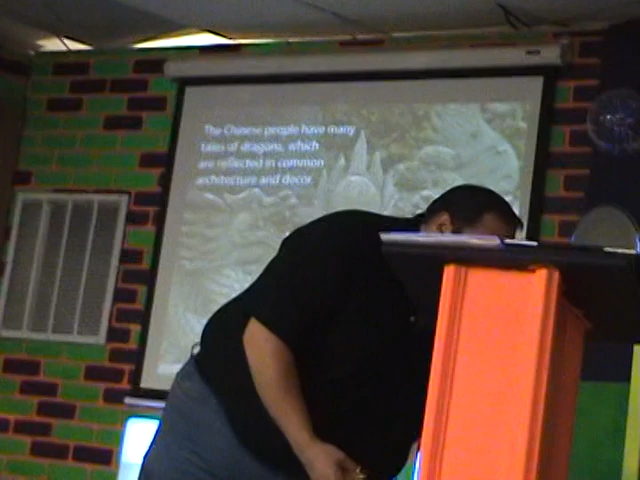 The Chinese people have many
tales of dragons, which
are reflected in common
architecture and decor.